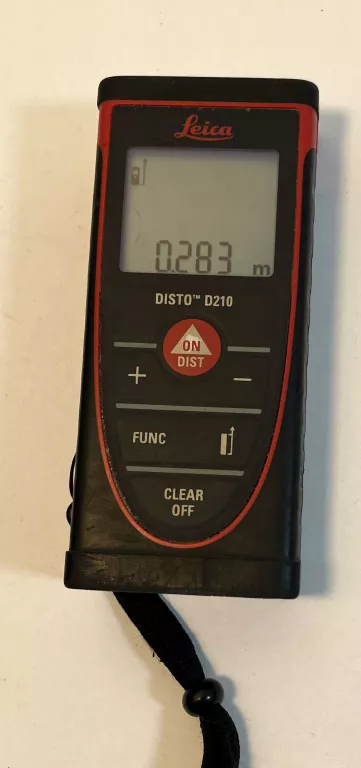 Leica
0.283 m
DISTO™ D210
ON
DIST
+ −
FUNC
CLEAR
OFF